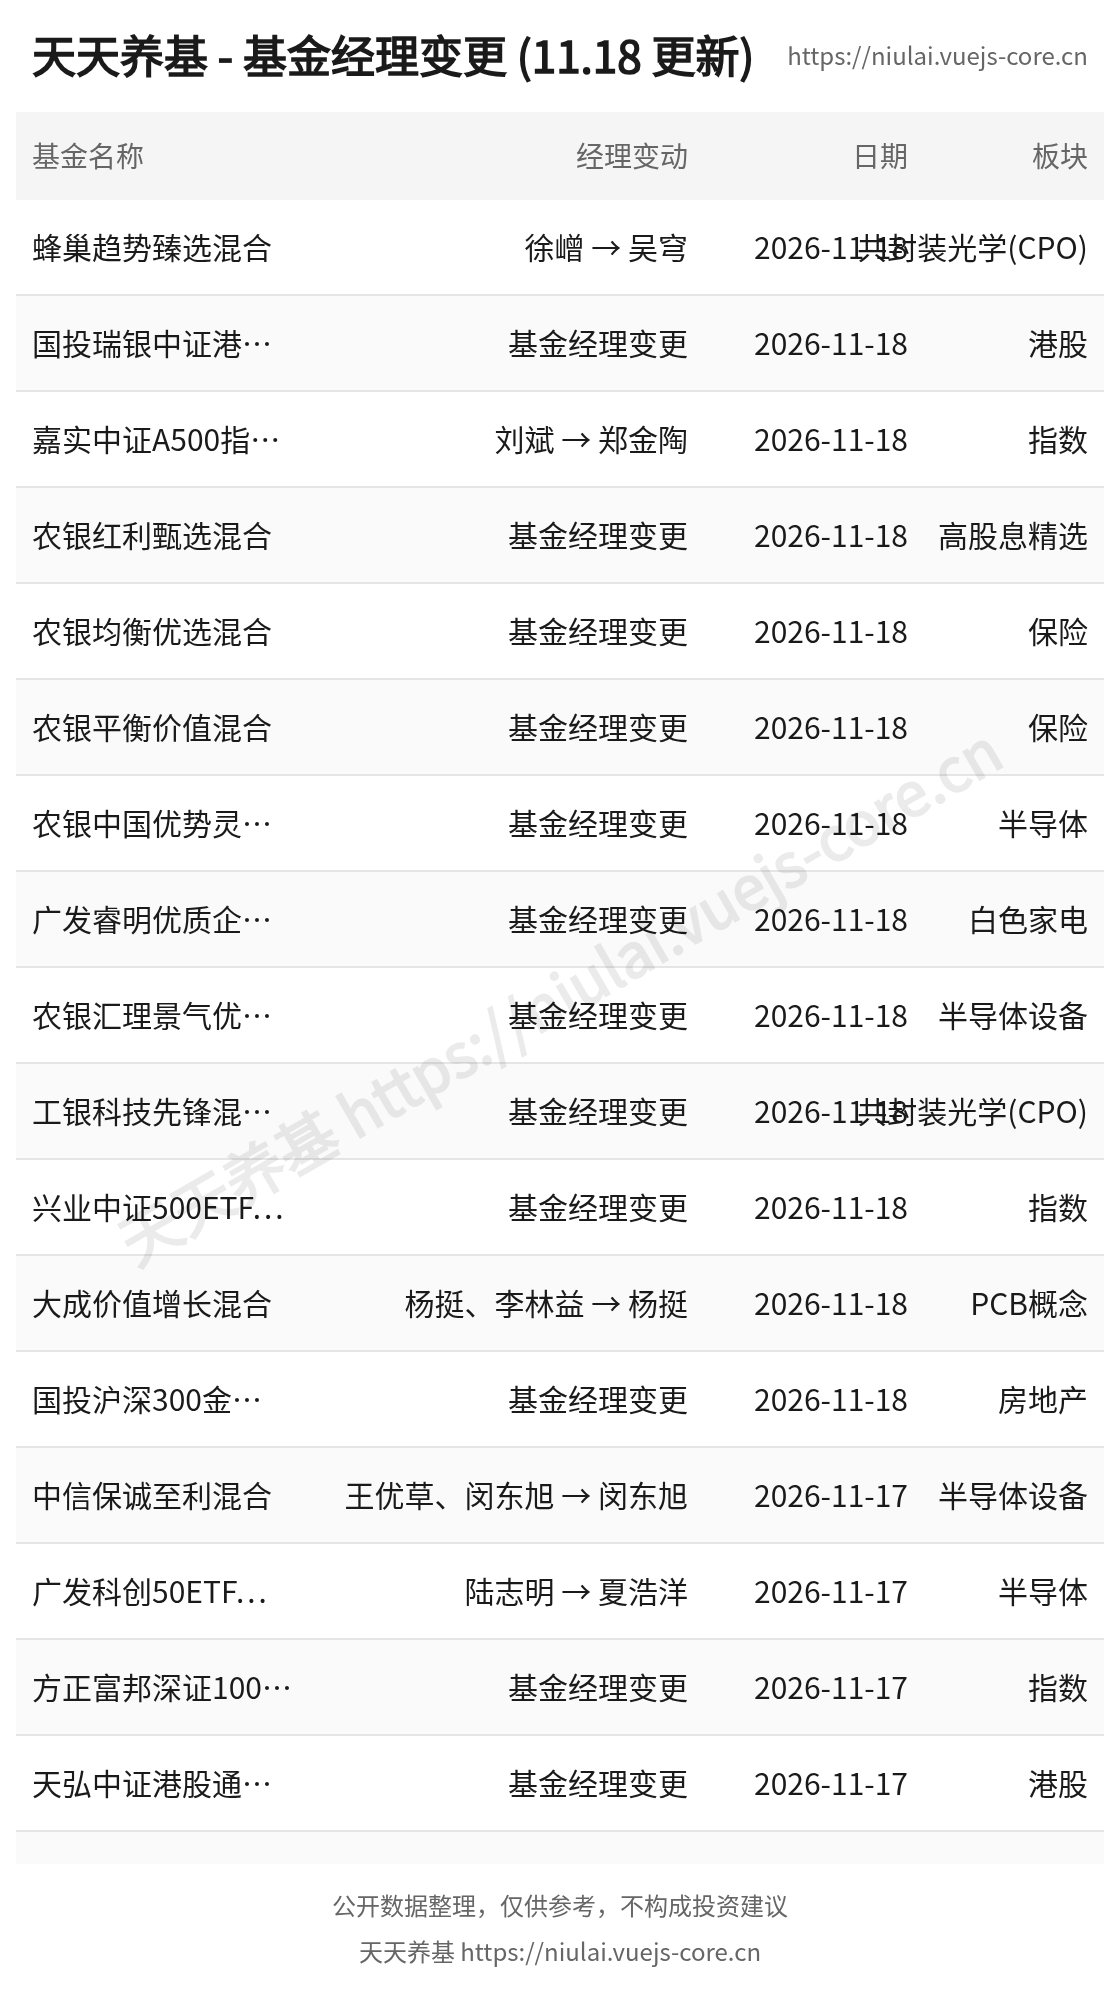 天天养基 - 基金经理变更 (11.18 更新) https://niulai.vuejs-core.cn
基金名称 经理变动 日期 板块
蜂巢趋势臻选混合 徐嶒 → 吴穹 2026-11-18 共封装光学(CPO)
国投瑞银中证港… 基金经理变更 2026-11-18 港股
嘉实中证A500指… 刘斌 → 郑金陶 2026-11-18 指数
农银红利甄选混合 基金经理变更 2026-11-18 高股息精选
农银均衡优选混合 基金经理变更 2026-11-18 保险
农银平衡价值混合 基金经理变更 2026-11-18 保险
农银中国优势灵… 基金经理变更 2026-11-18 半导体
广发睿明优质企… 基金经理变更 2026-11-18 白色家电
农银汇理景气优… 基金经理变更 2026-11-18 半导体设备
工银科技先锋混… 基金经理变更 2026-11-18 共封装光学(CPO)
兴业中证500ETF… 基金经理变更 2026-11-18 指数
大成价值增长混合 杨挺、李林益 → 杨挺 2026-11-18 PCB概念
国投沪深300金… 基金经理变更 2026-11-18 房地产
中信保诚至利混合 王优草、闵东旭 → 闵东旭 2026-11-17 半导体设备
广发科创50ETF… 陆志明 → 夏浩洋 2026-11-17 半导体
方正富邦深证100… 基金经理变更 2026-11-17 指数
天弘中证港股通… 基金经理变更 2026-11-17 港股
天天养基 https://niulai.vuejs-core.cn
公开数据整理，仅供参考，不构成投资建议
天天养基 https://niulai.vuejs-core.cn